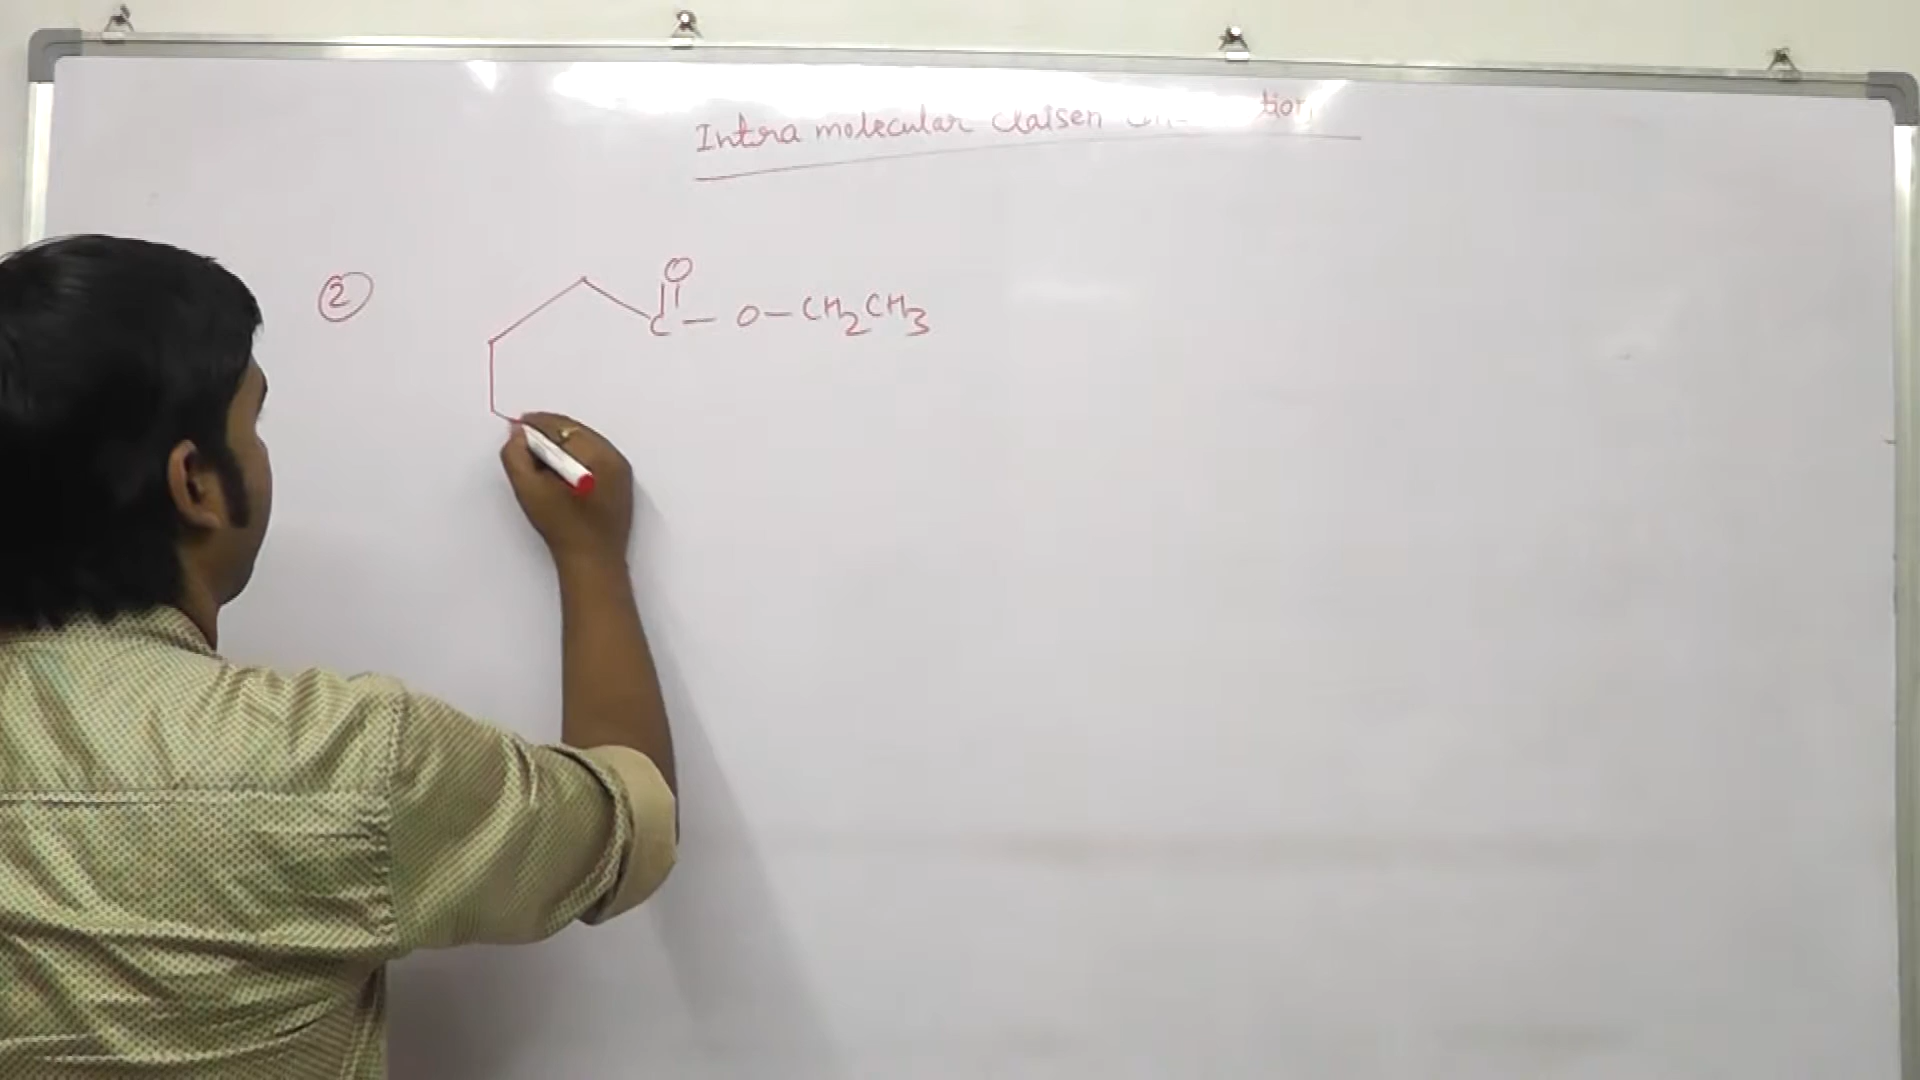 Intra molecular claisen
②
O
C – O – CH₂CH₃